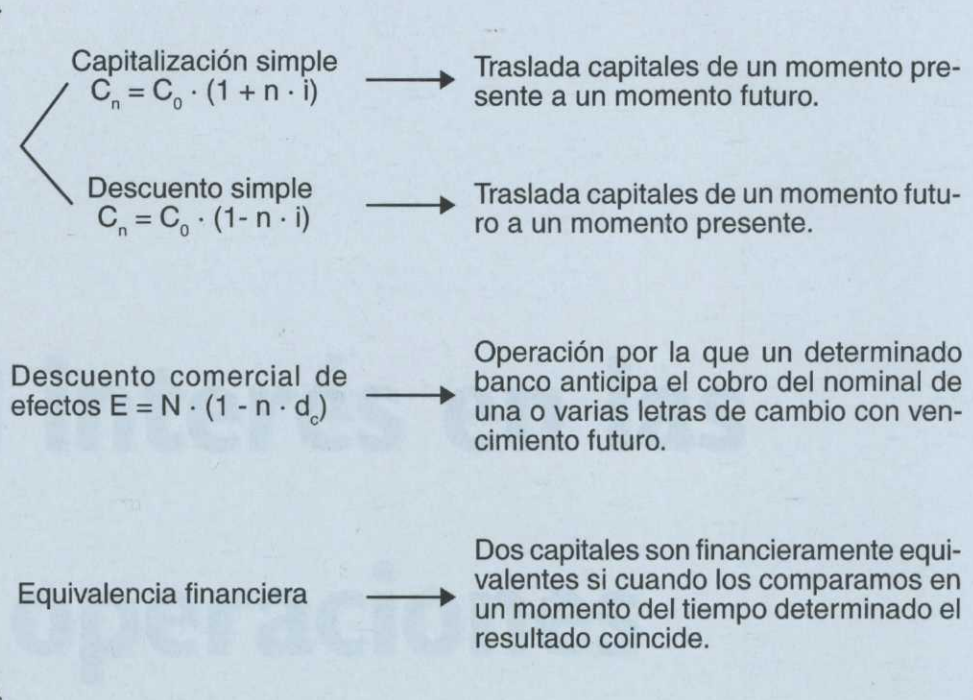 Capitalización simple
Cₙ = C₀ · (1 + n · i)
Traslada capitales de un momento pre-
sente a un momento futuro.
Descuento simple
Cₙ = C₀ · (1- n · i)
Traslada capitales de un momento futu-
ro a un momento presente.
Descuento comercial de
efectos E = N · (1 - n · d꜀)
Operación por la que un determinado
banco anticipa el cobro del nominal de
una o varias letras de cambio con ven-
cimiento futuro.
Equivalencia financiera
Dos capitales son financieramente equi-
valentes si cuando los comparamos en
un momento del tiempo determinado el
resultado coincide.
interés en las
operaciones